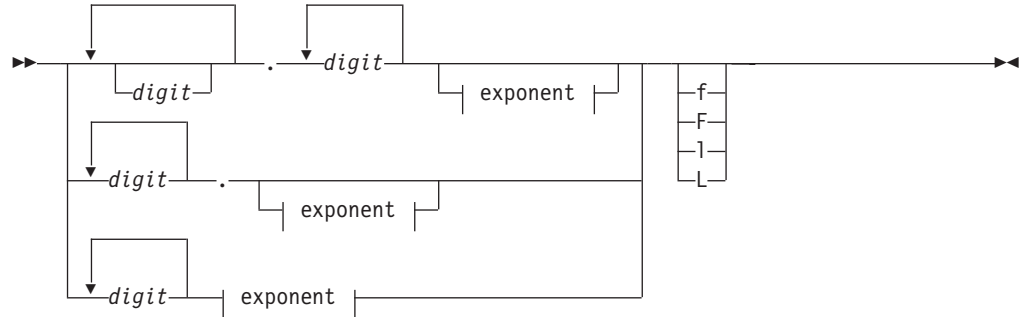 . digit
digit exponent f
F
l
digit . L
exponent
digit exponent